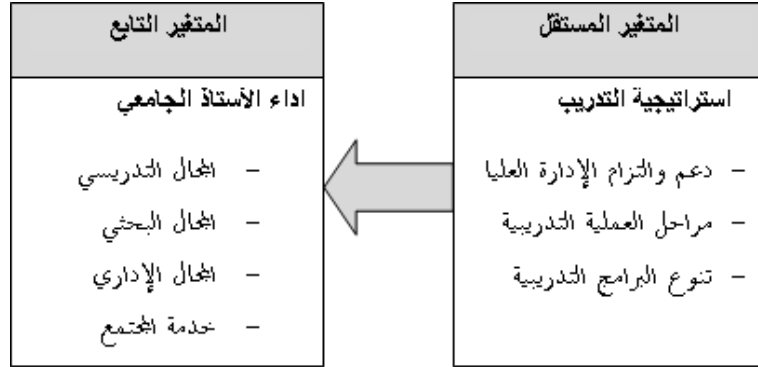 المتغير المستقل
استراتيجية التدريب
- دعم والتزام الإدارة العليا
- مراحل العملية التدريبية
- تنوع البرامج التدريبية
المتغير التابع
اداء الأستاذ الجامعي
- المجال التدريسي
- المجال البحثي
- المجال الإداري
- خدمة المجتمع